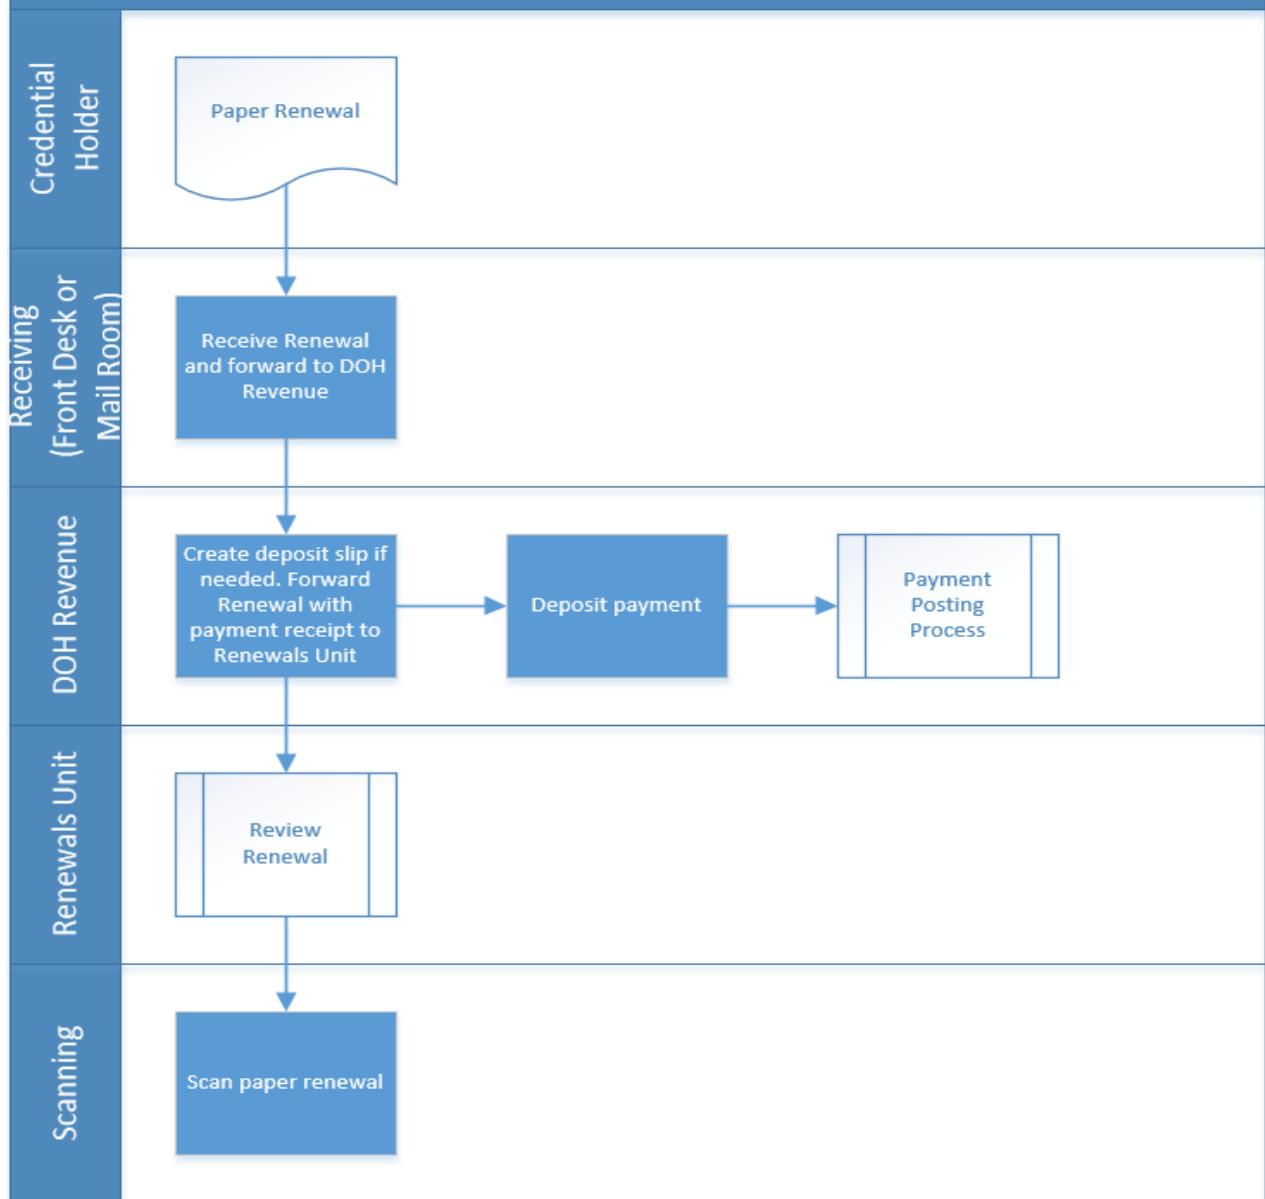 Credential
Holder
Paper Renewal
Receiving
(Front Desk or
Mail Room)
Receive Renewal
and forward to DOH
Revenue
DOH Revenue
Create deposit slip if
needed. Forward
Renewal with
payment receipt to
Renewals Unit
Deposit payment
Payment
Posting
Process
Renewals Unit
Review
Renewal
Scanning
Scan paper renewal